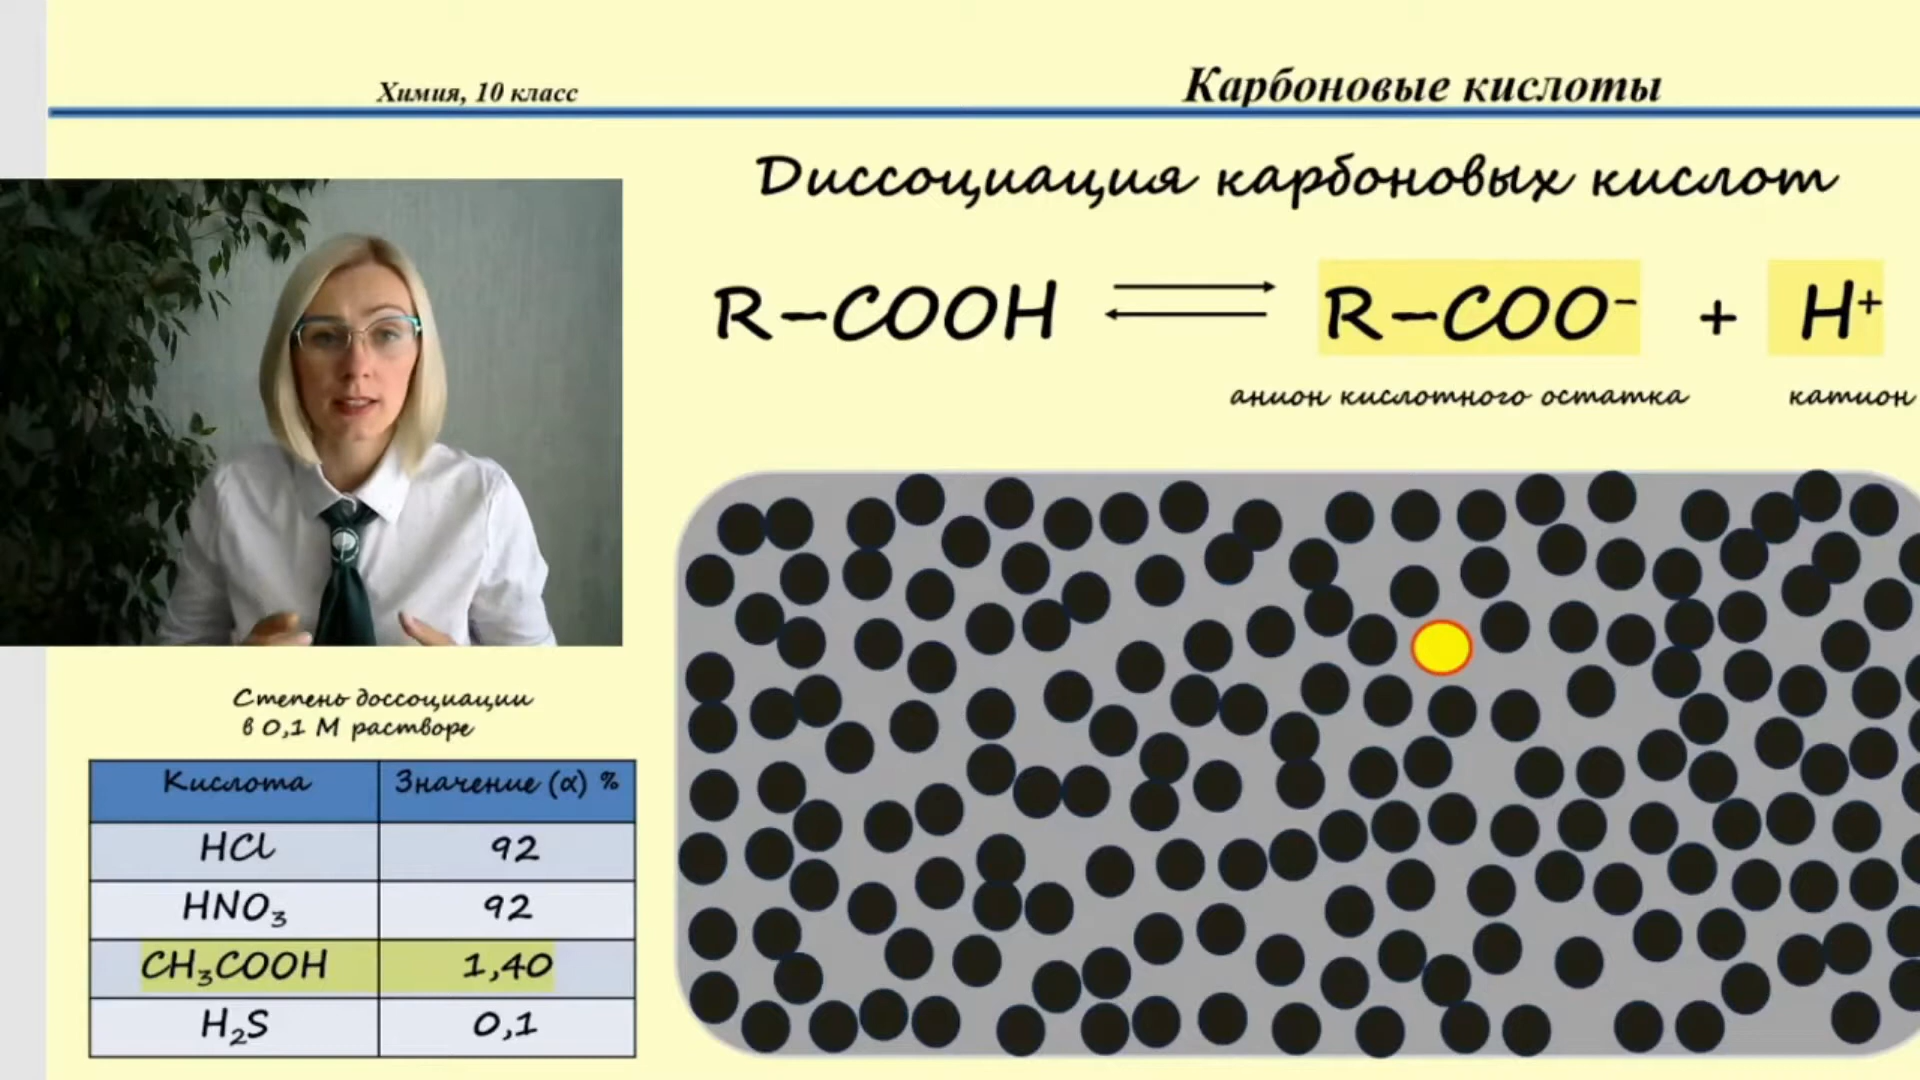 Химия, 10 класс
Карбоновые кислоты
Диссоциация карбоновых кислот
R–COOH ⇄ R–COO⁻ + H⁺
анион кислотного остатка катион
Степень доссоциации
в 0,1 М растворе
Кислота Значение (α) %
HCl 92
HNO₃ 92
CH₃COOH 1,40
H₂S 0,1